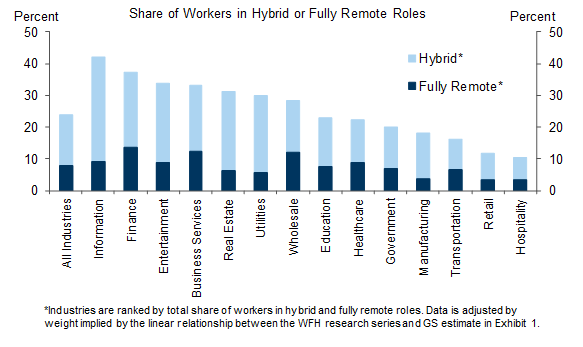 Share of Workers in Hybrid or Fully Remote Roles
Percent
Percent
50
50
Hybrid*
40
40
Fully Remote*
30
30
20
20
10
10
0
0
All Industries
Information
Finance
Entertainment
Business Services
Real Estate
Utilities
Wholesale
Education
Healthcare
Government
Manufacturing
Transportation
Retail
Hospitality
*Industries are ranked by total share of workers in hybrid and fully remote roles. Data is adjusted by
weight implied by the linear relationship between the WFH research series and GS estimate in Exhibit 1.